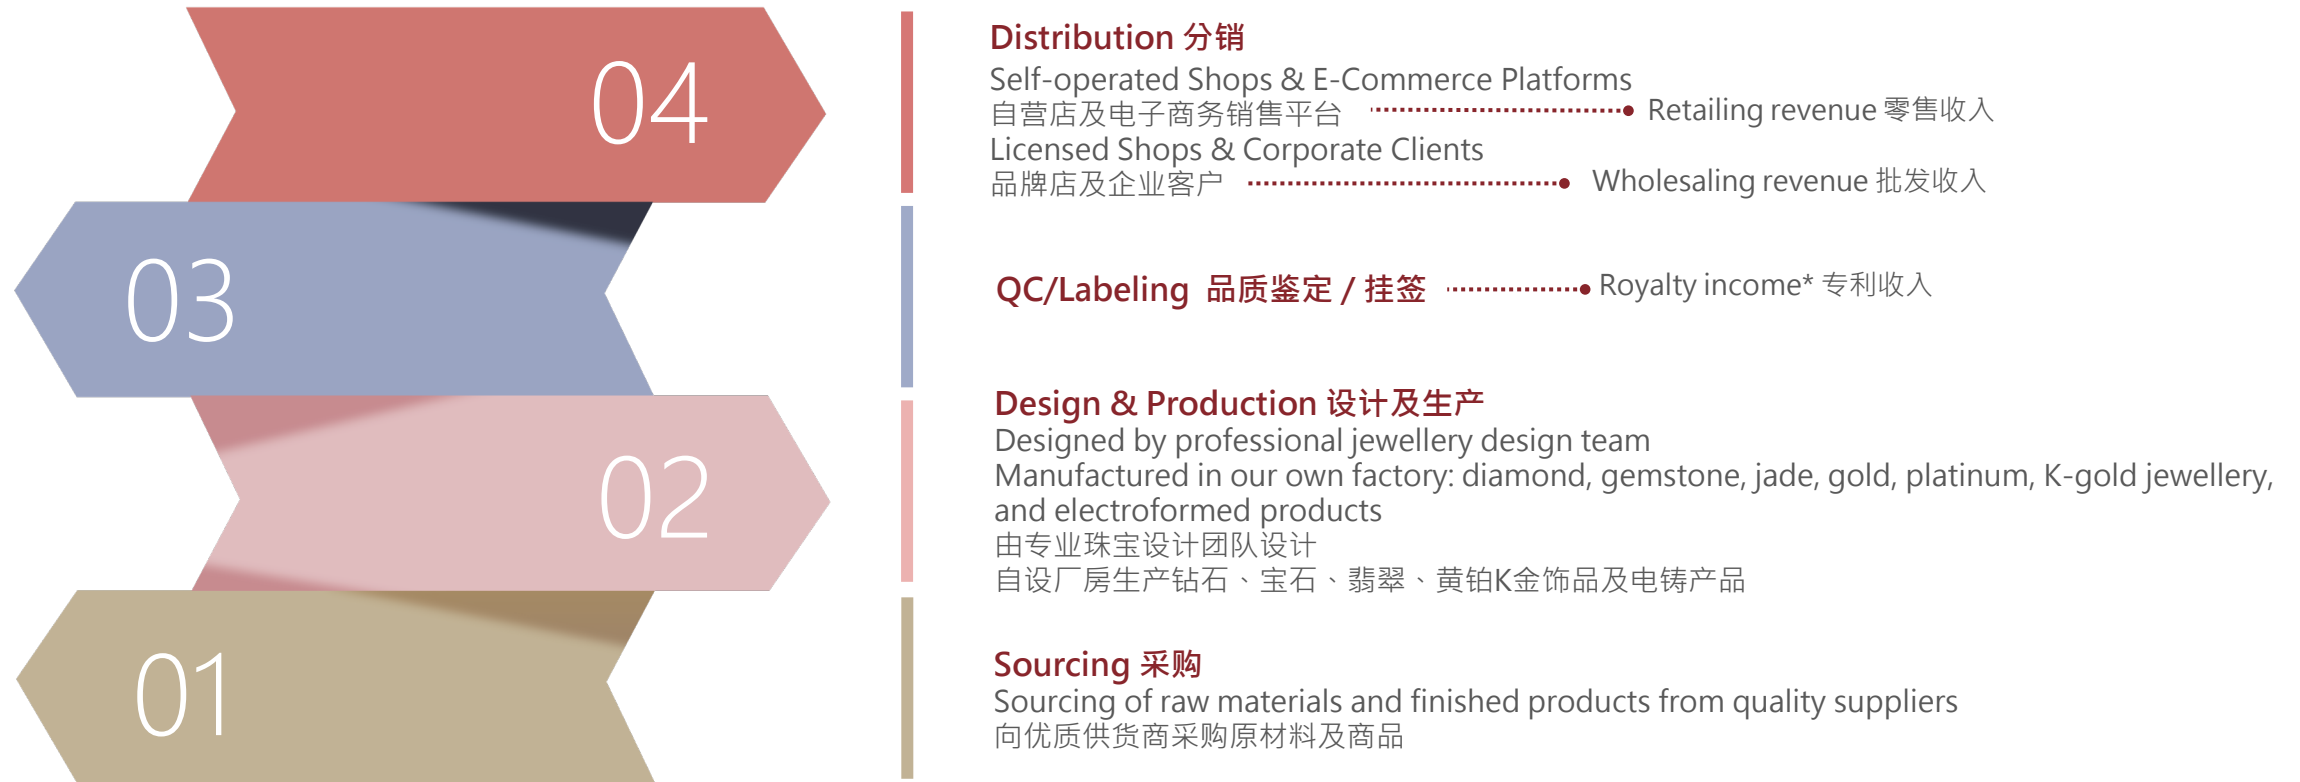 04
Distribution 分销
Self-operated Shops & E-Commerce Platforms
自营店及电子商务销售平台
Retailing revenue 零售收入
Licensed Shops & Corporate Clients
品牌店及企业客户
Wholesaling revenue 批发收入
03
QC/Labeling 品质鉴定 / 挂签
Royalty income* 专利收入
02
Design & Production 设计及生产
Designed by professional jewellery design team
Manufactured in our own factory: diamond, gemstone, jade, gold, platinum, K-gold jewellery,
and electroformed products
由专业珠宝设计团队设计
自设厂房生产钻石、宝石、翡翠、黄铂K金饰品及电铸产品
01
Sourcing 采购
Sourcing of raw materials and finished products from quality suppliers
向优质供货商采购原材料及商品